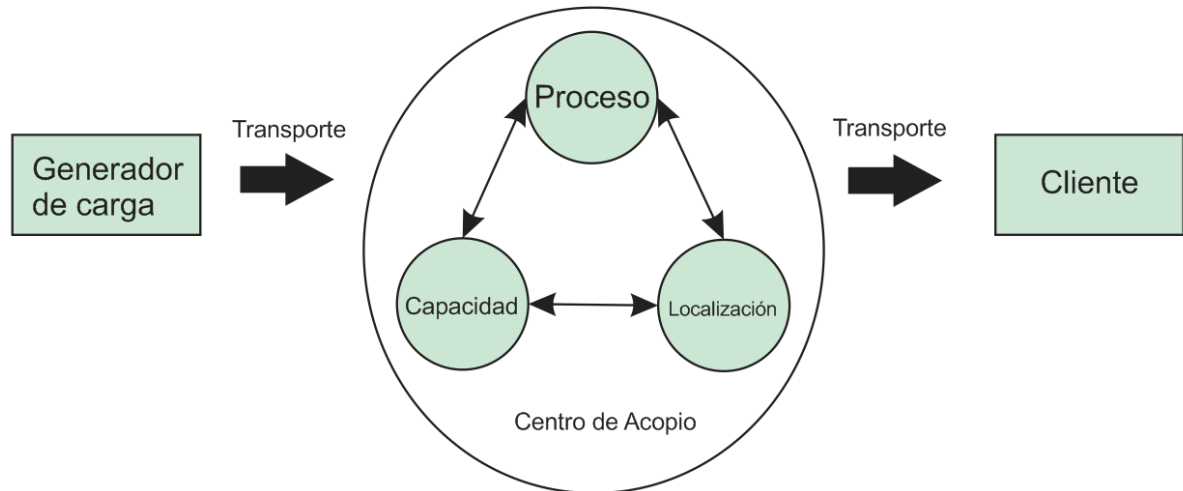 Generador
de carga
Transporte
Proceso
Capacidad
Localización
Centro de Acopio
Transporte
Cliente